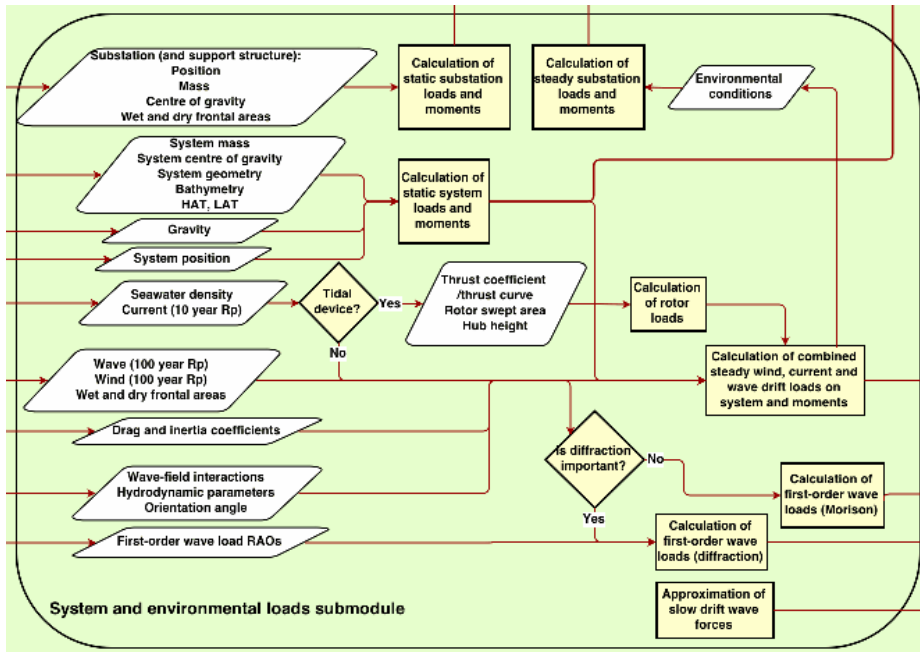 Substation (and support structure):
Position
Mass
Centre of gravity
Wet and dry frontal areas
Calculation of
static substation
loads and
moments
Calculation of
steady substation
loads and
moments
Environmental
conditions
System mass
System centre of gravity
System geometry
Bathymetry
HAT, LAT
Calculation of
static system
loads and
moments
Gravity
System position
Seawater density
Current (10 year Rp)
Tidal
device?
Yes
No
Thrust coefficient
/thrust curve
Rotor swept area
Hub height
Calculation
of rotor
loads
Wave (100 year Rp)
Wind (100 year Rp)
Wet and dry frontal areas
Calculation of combined
steady wind, current and
wave drift loads on
system and moments
Drag and inertia coefficients
Is diffraction
important?
No
Yes
Wave-field interactions
Hydrodynamic parameters
Orientation angle
Calculation of
first-order wave
loads (Morison)
First-order wave load RAOs
Calculation of
first-order wave
loads (diffraction)
Approximation of
slow drift wave
forces
System and environmental loads submodule